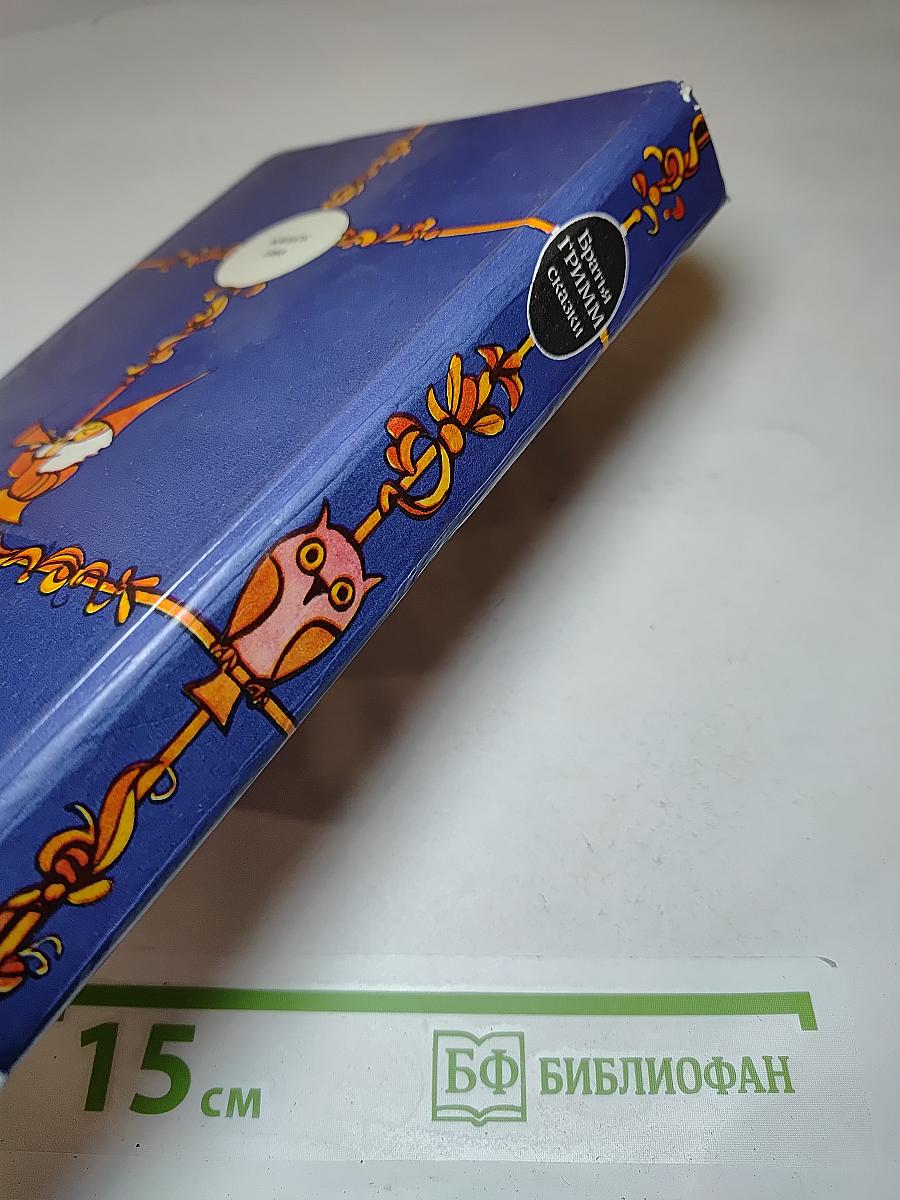 Братья
ГРИММ
сказки
15 см
БФ БИБЛИОФАН